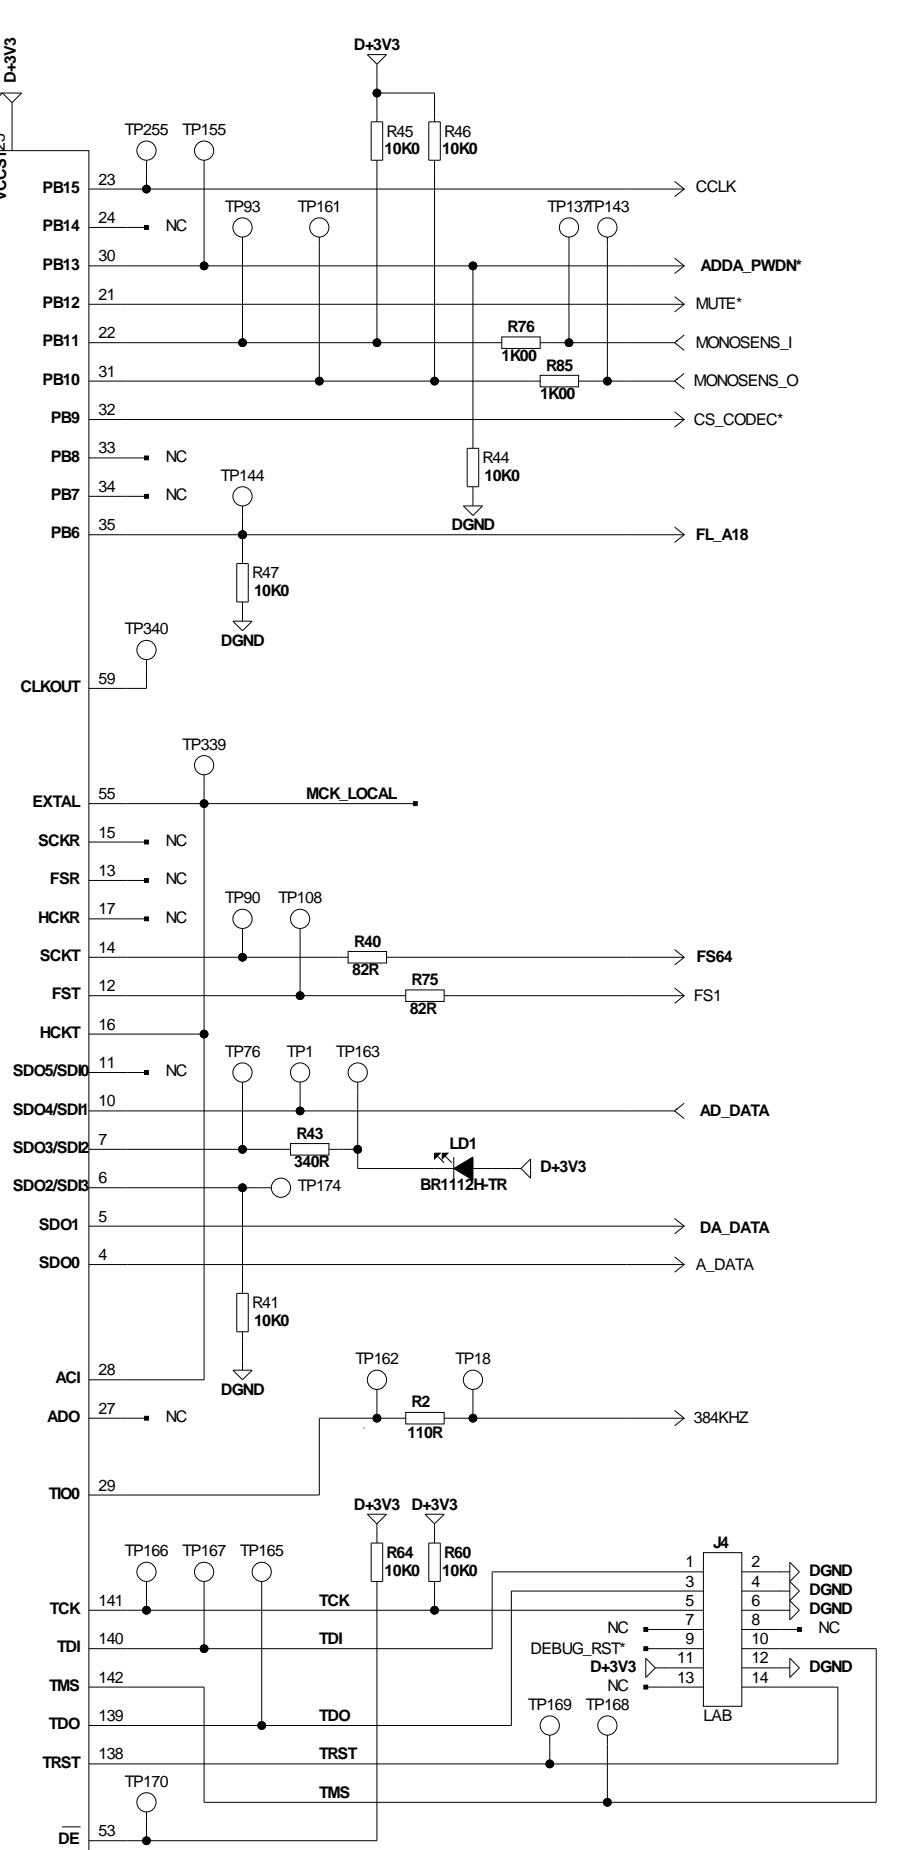 D+3V3
D+3V3
TP255 TP155
R45 R46
10K0 10K0
PB15 23 CCLK
TP93 TP161 TP137 TP143
PB14 24 NC
PB13 30 ADDA_PWDN*
PB12 21 MUTE*
R76
PB11 22 MONOSENS_I
1K00
R85
PB10 31 MONOSENS_O
1K00
PB9 32 CS_CODEC*
PB8 33 NC
R44
10K0
TP144
PB7 34 NC
DGND
PB6 35 FL_A18
R47
10K0
DGND
TP340
CLKOUT 59
TP339
EXTAL 55 MCK_LOCAL
SCKR 15 NC
FSR 13 NC
TP90 TP108
HCKR 17 NC
R40
SCKT 14 FS64
82R
R75
FST 12 FS1
82R
HCKT 16
TP76 TP1 TP163
SDO5/SDI0 11 NC
SDO4/SDI1 10 AD_DATA
R43 LD1
SDO3/SDI2 7
340R D+3V3
BR1112H-TR
SDO2/SDI3 6 TP174
SDO1 5 DA_DATA
SDO0 4 A_DATA
R41
10K0
TP162 TP18
ACI 28
DGND
R2
ADO 27 NC 384KHZ
110R
TIO0 29
D+3V3 D+3V3
J4
TP166 TP167 TP165 R64 R60
10K0 10K0
1 2 DGND
3 4 DGND
TCK 141 TCK 5 6 DGND
NC 7 8 NC
TDI 140 TDI DEBUG_RST* 9 10
D+3V3 11 12 DGND
TMS 142 NC 13 14
TP169 TP168 LAB
TDO 139 TDO
TRST 138 TRST
TP170 TMS
DE 53